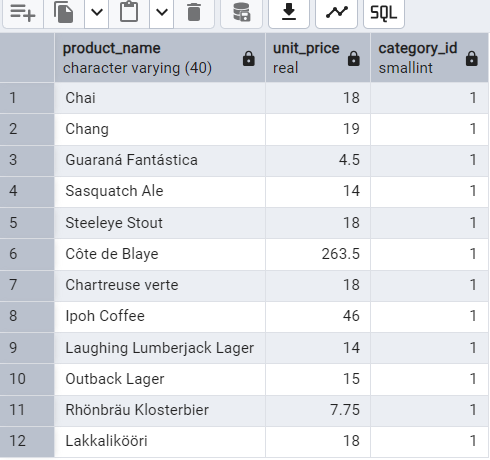 SQL
product_name unit_price category_id
character varying (40) real smallint
1 Chai 18 1
2 Chang 19 1
3 Guaraná Fantástica 4.5 1
4 Sasquatch Ale 14 1
5 Steeleye Stout 18 1
6 Côte de Blaye 263.5 1
7 Chartreuse verte 18 1
8 Ipoh Coffee 46 1
9 Laughing Lumberjack Lager 14 1
10 Outback Lager 15 1
11 Rhönbräu Klosterbier 7.75 1
12 Lakkalikööri 18 1